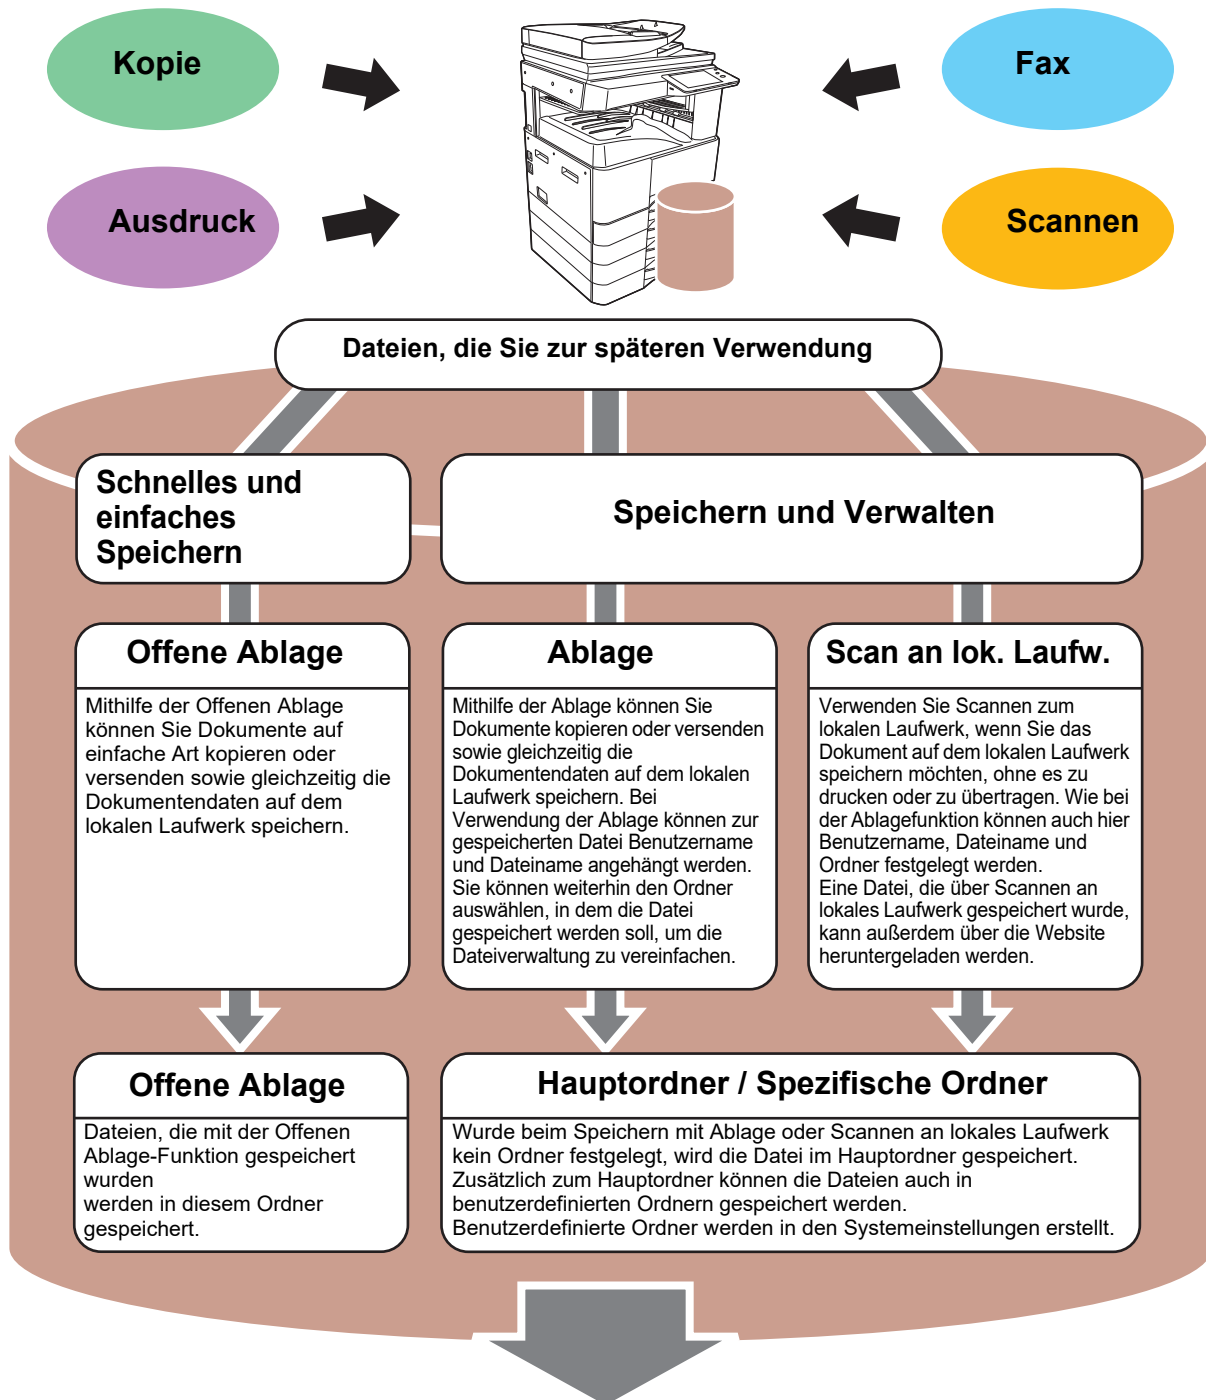 Kopie
Fax
Ausdruck
Scannen
Dateien, die Sie zur späteren Verwendung
Schnelles und
einfaches
Speichern
Speichern und Verwalten
Offene Ablage
Mithilfe der Offenen Ablage
können Sie Dokumente auf
einfache Art kopieren oder
versenden sowie gleichzeitig die
Dokumentendaten auf dem
lokalen Laufwerk speichern.
Ablage
Mithilfe der Ablage können Sie
Dokumente kopieren oder versenden
sowie gleichzeitig die
Dokumentendaten auf dem lokalen
Laufwerk speichern. Bei
Verwendung der Ablage können zur
gespeicherten Datei Benutzername
und Dateiname angehängt werden.
Sie können weiterhin den Ordner
auswählen, in dem die Datei
gespeichert werden soll, um die
Dateiverwaltung zu vereinfachen.
Scan an lok. Laufw.
Verwenden Sie Scannen zum
lokalen Laufwerk, wenn Sie das
Dokument auf dem lokalen Laufwerk
speichern möchten, ohne es zu
drucken oder zu übertragen. Wie bei
der Ablagefunktion können auch hier
Benutzername, Dateiname und
Ordner festgelegt werden.
Eine Datei, die über Scannen an
lokales Laufwerk gespeichert wurde,
kann außerdem über die Website
heruntergeladen werden.
Offene Ablage
Dateien, die mit der Offenen
Ablage-Funktion gespeichert
wurden
werden in diesem Ordner
gespeichert.
Hauptordner / Spezifische Ordner
Wurde beim Speichern mit Ablage oder Scannen an lokales Laufwerk
kein Ordner festgelegt, wird die Datei im Hauptordner gespeichert.
Zusätzlich zum Hauptordner können die Dateien auch in
benutzerdefinierten Ordnern gespeichert werden.
Benutzerdefinierte Ordner werden in den Systemeinstellungen erstellt.